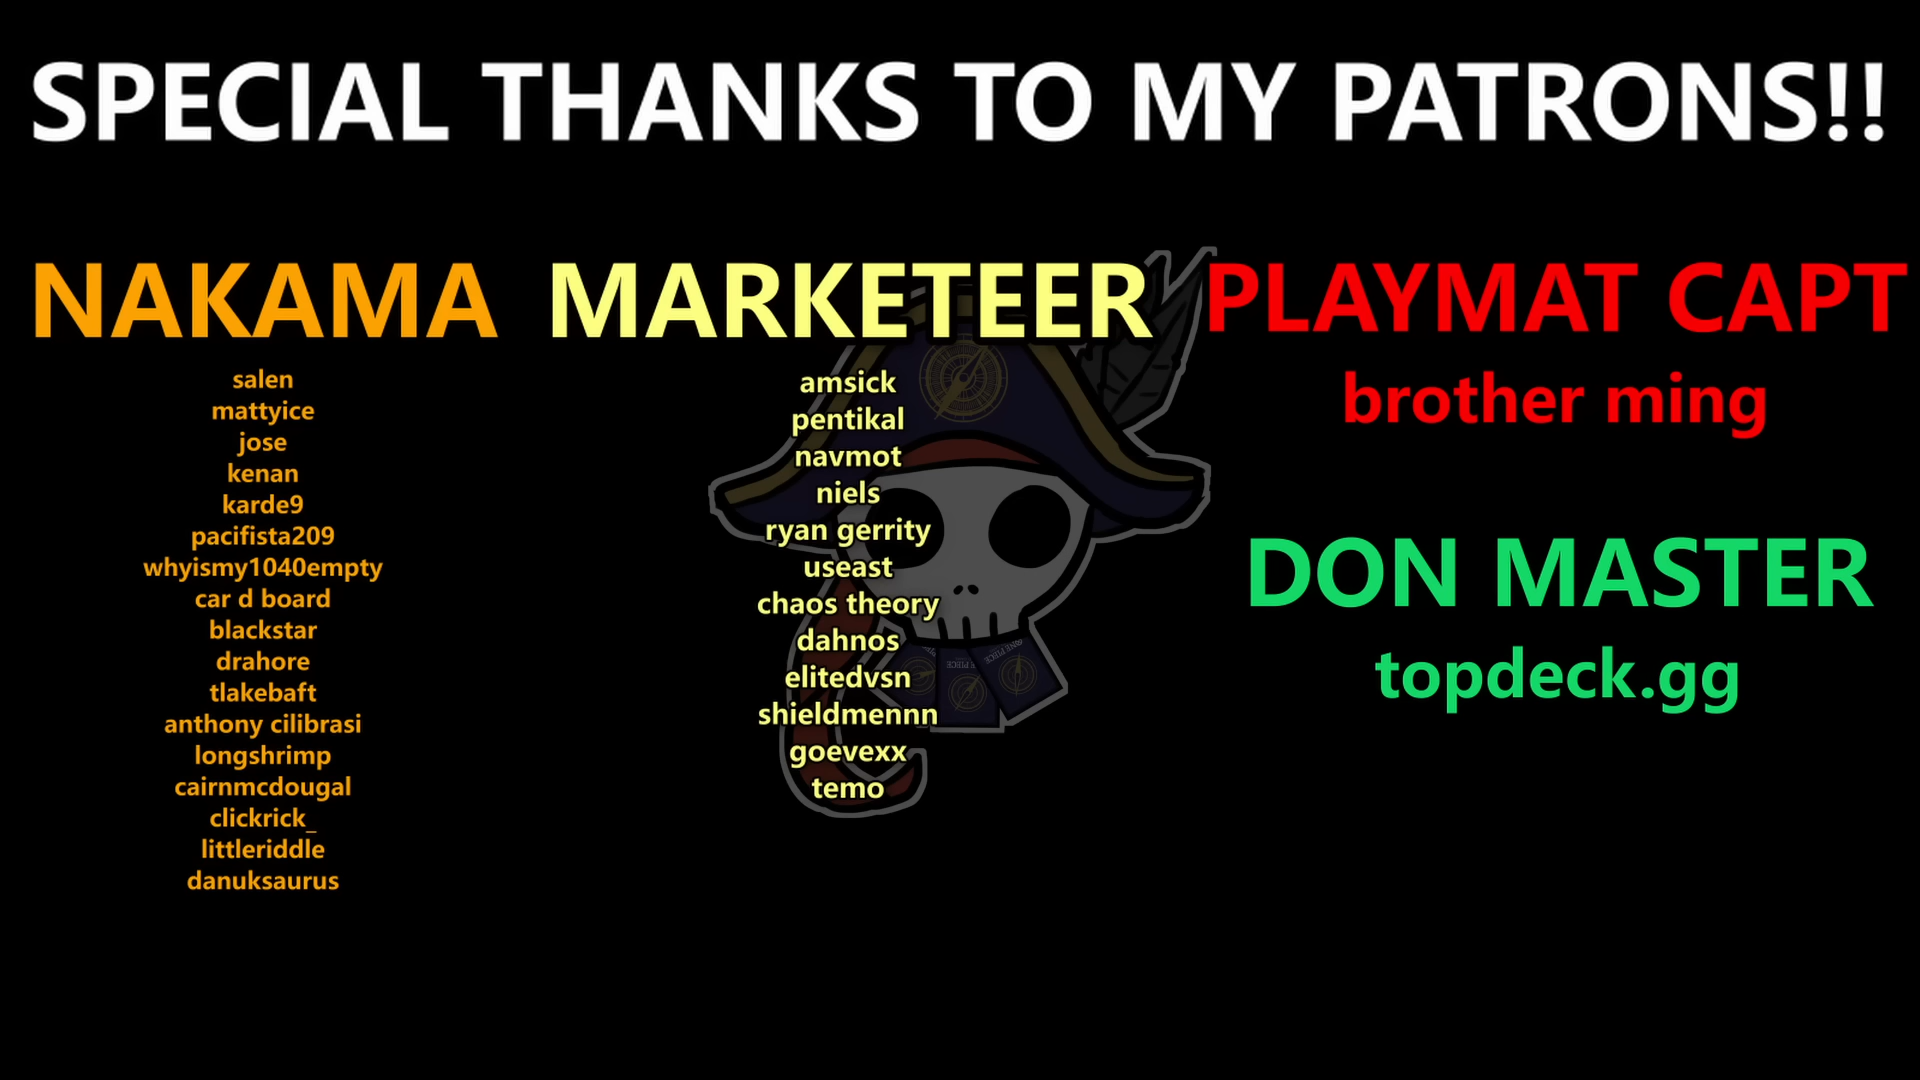 SPECIAL THANKS TO MY PATRONS!!
NAKAMA
salen
mattyice
jose
kenan
karde9
pacifista209
whyismy1040empty
car d board
blackstar
drahore
tlakebaft
anthony cilibrasi
longshrimp
cairnmcdougal
clickrick_
littleriddle
danuksaurus
MARKETEER
amsick
pentikal
navmot
niels
ryan gerrity
useast
chaos theory
dahnos
elitedvsn
shieldmennn
goevexx
temo
PLAYMAT CAPT
brother ming
DON MASTER
topdeck.gg
ONE PIECE